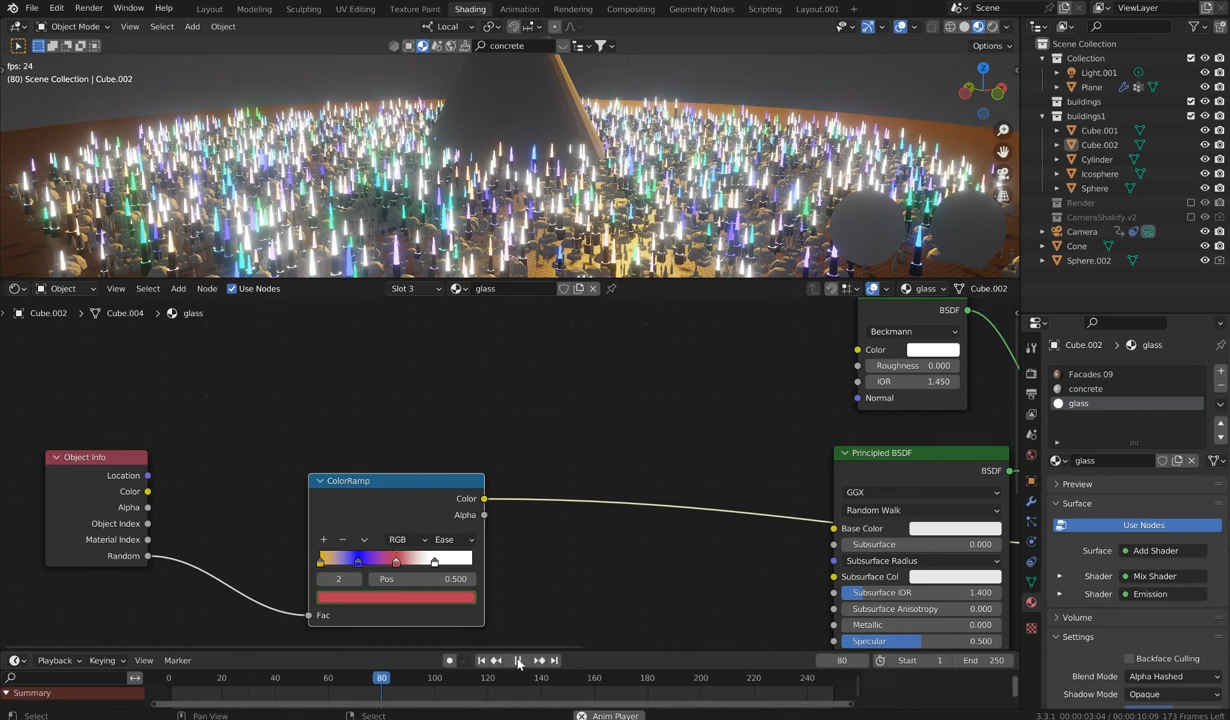 File Edit Render Window Help Layout Modeling Sculpting UV Editing Texture Paint Shading Animation Rendering Compositing Geometry Nodes Scripting Layout.001 + Scene ViewLayer
Object Mode View Select Add Object Local
concrete Options
fps: 24
(80) Scene Collection | Cube.002
Z
Scene Collection
Collection
Light.001
Plane
buildings
buildings1
Cube.001
Cube.002
Cylinder
Icosphere
Sphere
Render
CameraShakify.v2
Camera
Cone
Sphere.002
Object View Select Add Node Use Nodes Slot 3 glass glass Cube.002
Cube.002 Cube.004 glass
BSDF
Beckmann
Color
Roughness 0.000
IOR 1.450
Normal
Object Info
Location
Color
Alpha
Object Index
Material Index
Random
ColorRamp
Color
Alpha
+ − RGB Ease
2 Pos 0.500
Fac
Principled BSDF
BSDF
GGX
Random Walk
Base Color
Subsurface 0.000
Subsurface Radius
Subsurface Col
Subsurface IOR 1.400
Subsurface Anisotropy 0.000
Metallic 0.000
Specular 0.500
Cube.002 glass
Facades 09
concrete
glass
glass
Preview
Surface
Use Nodes
Surface Add Shader
Shader Mix Shader
Shader Emission
Volume
Settings
Backface Culling
Blend Mode Alpha Hashed
Shadow Mode Opaque
Playback Keying View Marker 80 Start 1 End 250
0 20 40 60 80 100 120 140 160 180 200 220 240
Summary
Select Pan View Select Anim Player 3.3.1 00:00:03:04 / 00:00:10:09 173 Frames Left